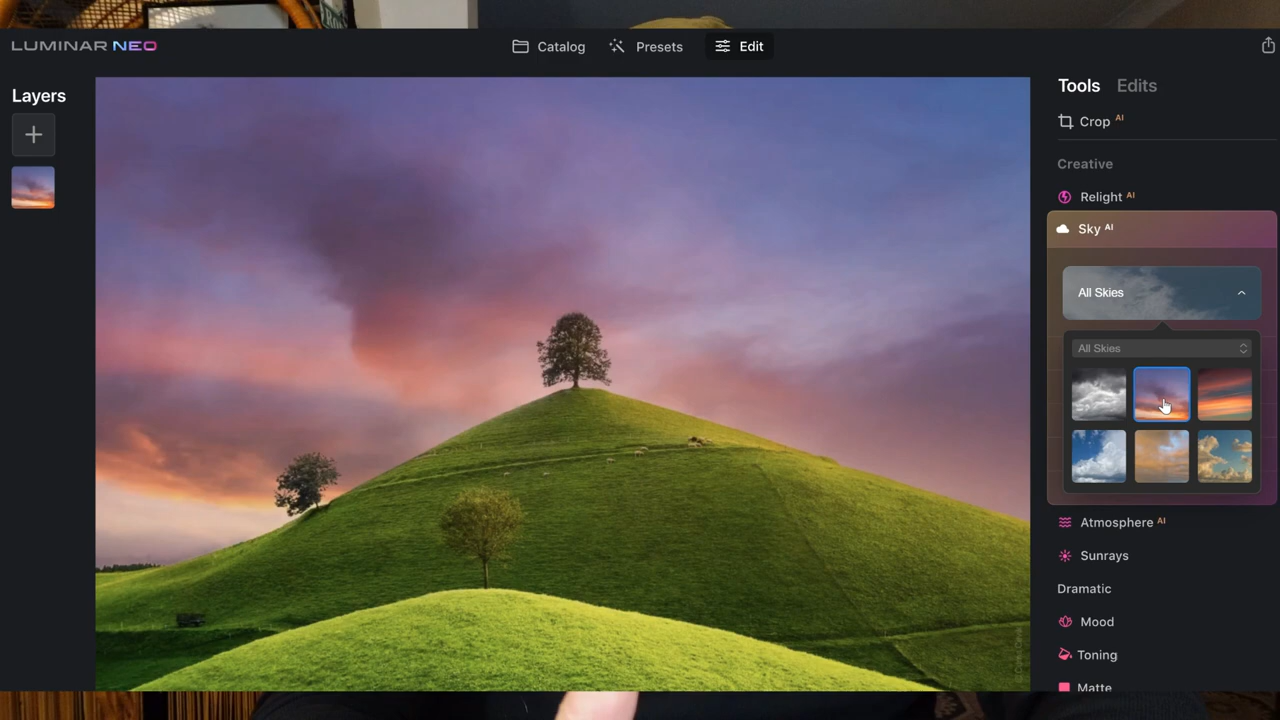 LUMINAR NEO
Catalog
Presets
Edit
Layers
Tools
Edits
Crop AI
Creative
Relight AI
Sky AI
All Skies
All Skies
Atmosphere AI
Sunrays
Dramatic
Mood
Toning
Matte